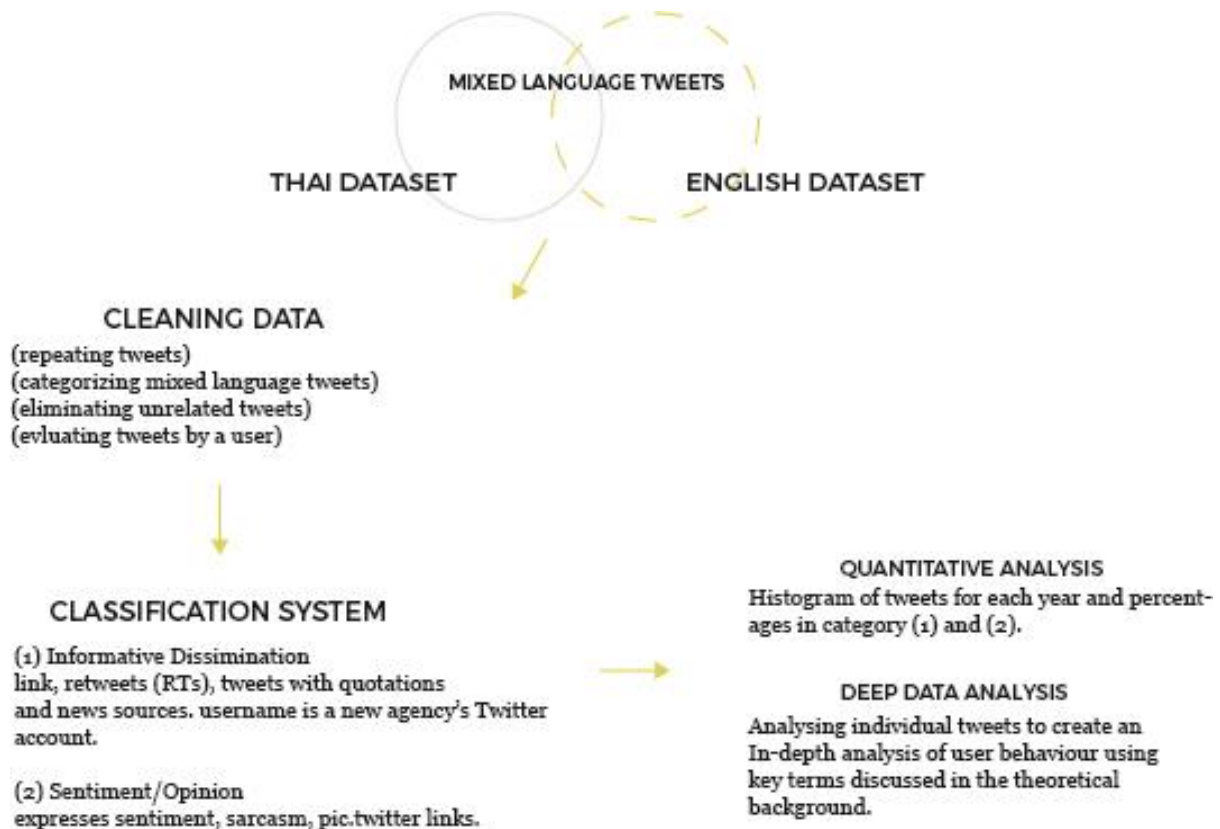 MIXED LANGUAGE TWEETS
THAI DATASET
ENGLISH DATASET
CLEANING DATA
(repeating tweets)
(categorizing mixed language tweets)
(eliminating unrelated tweets)
(evluating tweets by a user)
CLASSIFICATION SYSTEM
(1) Informative Dissimination
link, retweets (RTs), tweets with quotations
and news sources. username is a new agency's Twitter
account.
(2) Sentiment/Opinion
expresses sentiment, sarcasm, pic.twitter links.
QUANTITATIVE ANALYSIS
Histogram of tweets for each year and percent-
ages in category (1) and (2).
DEEP DATA ANALYSIS
Analysing individual tweets to create an
In-depth analysis of user behaviour using
key terms discussed in the theoretical
background.